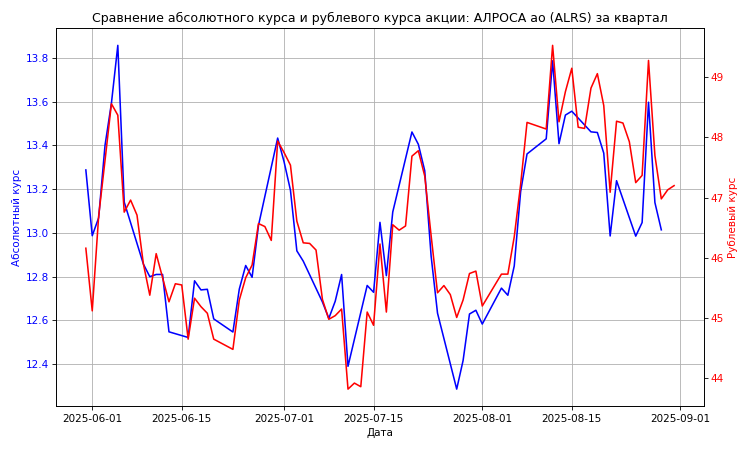 Сравнение абсолютного курса и рублевого курса акции: АЛРОСА ао (ALRS) за квартал
13.8
13.6
13.4
13.2
13.0
12.8
12.6
12.4
Абсолютный курс
49
48
47
46
45
44
Рублевый курс
2025-06-01 2025-06-15 2025-07-01 2025-07-15 2025-08-01 2025-08-15 2025-09-01
Дата